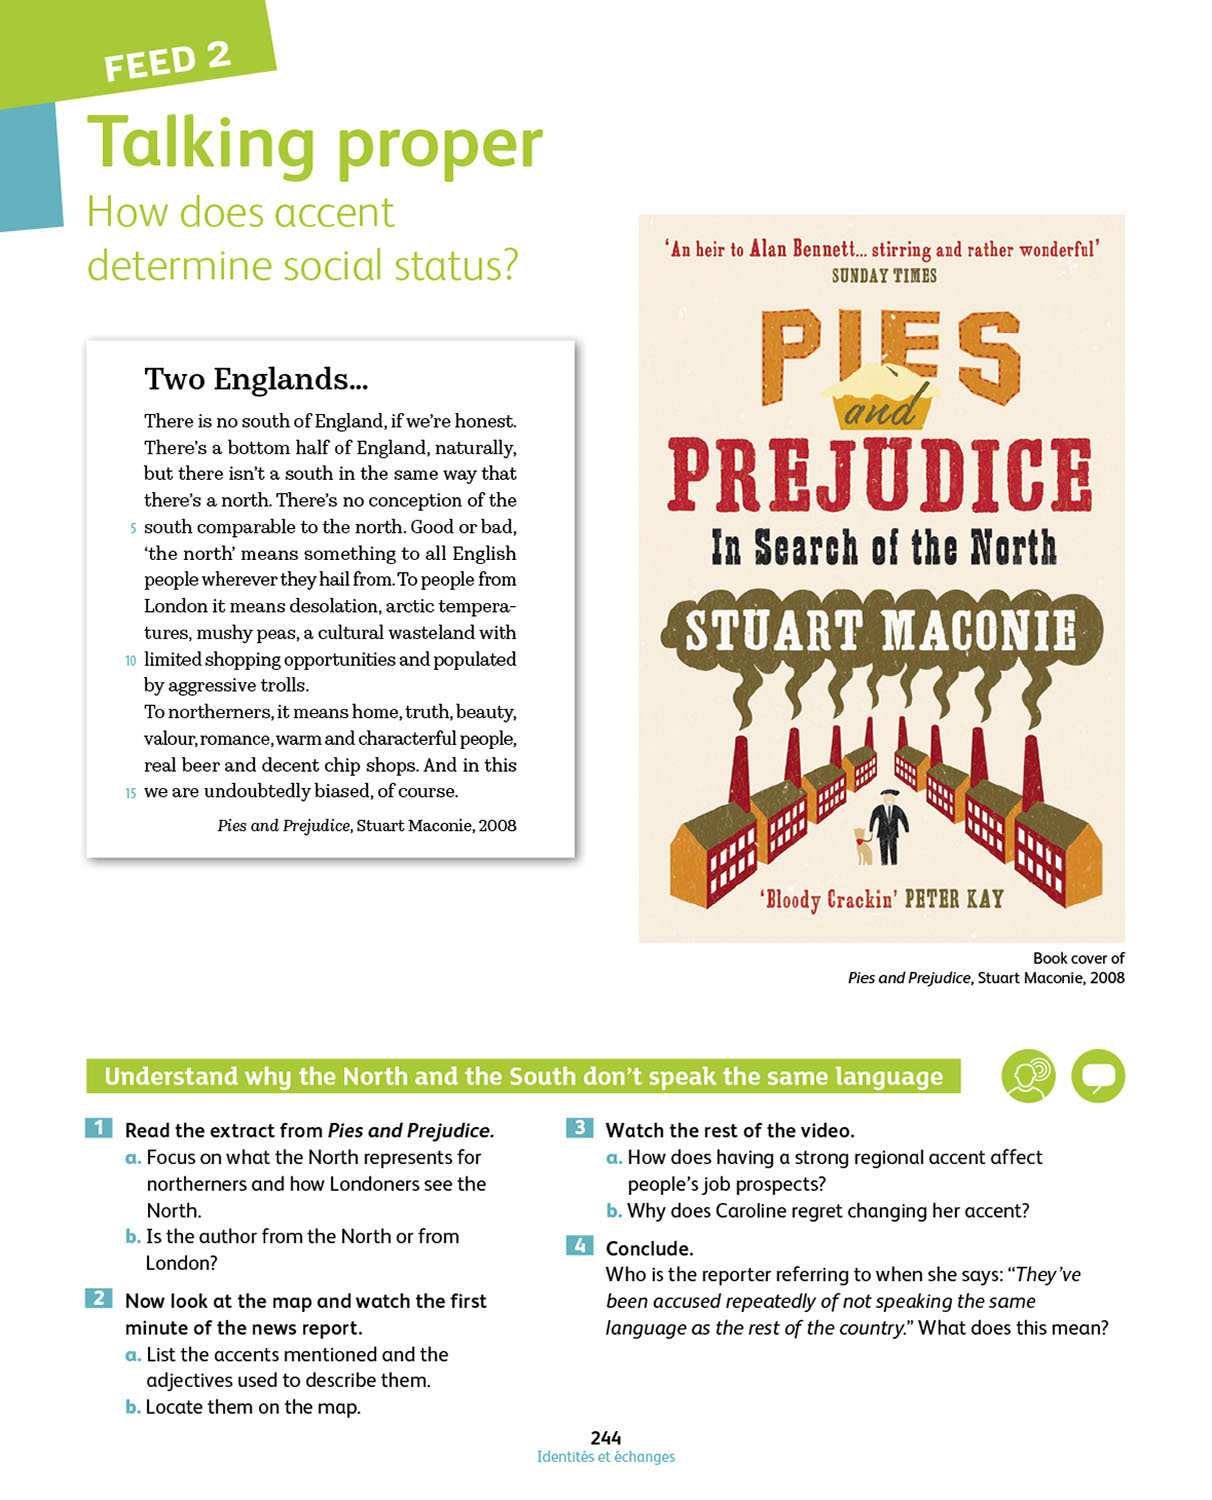 FEED 2
Talking proper
How does accent
determine social status?
Two Englands...
There is no south of England, if we're honest.
There's a bottom half of England, naturally,
but there isn't a south in the same way that
there's a north. There's no conception of the
5 south comparable to the north. Good or bad,
'the north' means something to all English
people wherever they hail from. To people from
London it means desolation, arctic tempera-
tures, mushy peas, a cultural wasteland with
10 limited shopping opportunities and populated
by aggressive trolls.
To northerners, it means home, truth, beauty,
valour, romance, warm and characterful people,
real beer and decent chip shops. And in this
15 we are undoubtedly biased, of course.
Pies and Prejudice, Stuart Maconie, 2008
'An heir to Alan Bennett... stirring and rather wonderful'
SUNDAY TIMES
PIES
and
PREJUDICE
In Search of the North
STUART MACONIE
'Bloody Crackin' PETER KAY
Book cover of
Pies and Prejudice, Stuart Maconie, 2008
Understand why the North and the South don't speak the same language
1 Read the extract from Pies and Prejudice.
a. Focus on what the North represents for
northerners and how Londoners see the
North.
b. Is the author from the North or from
London?
2 Now look at the map and watch the first
minute of the news report.
a. List the accents mentioned and the
adjectives used to describe them.
b. Locate them on the map.
3 Watch the rest of the video.
a. How does having a strong regional accent affect
people's job prospects?
b. Why does Caroline regret changing her accent?
4 Conclude.
Who is the reporter referring to when she says: "They've
been accused repeatedly of not speaking the same
language as the rest of the country." What does this mean?
244
Identités et échanges